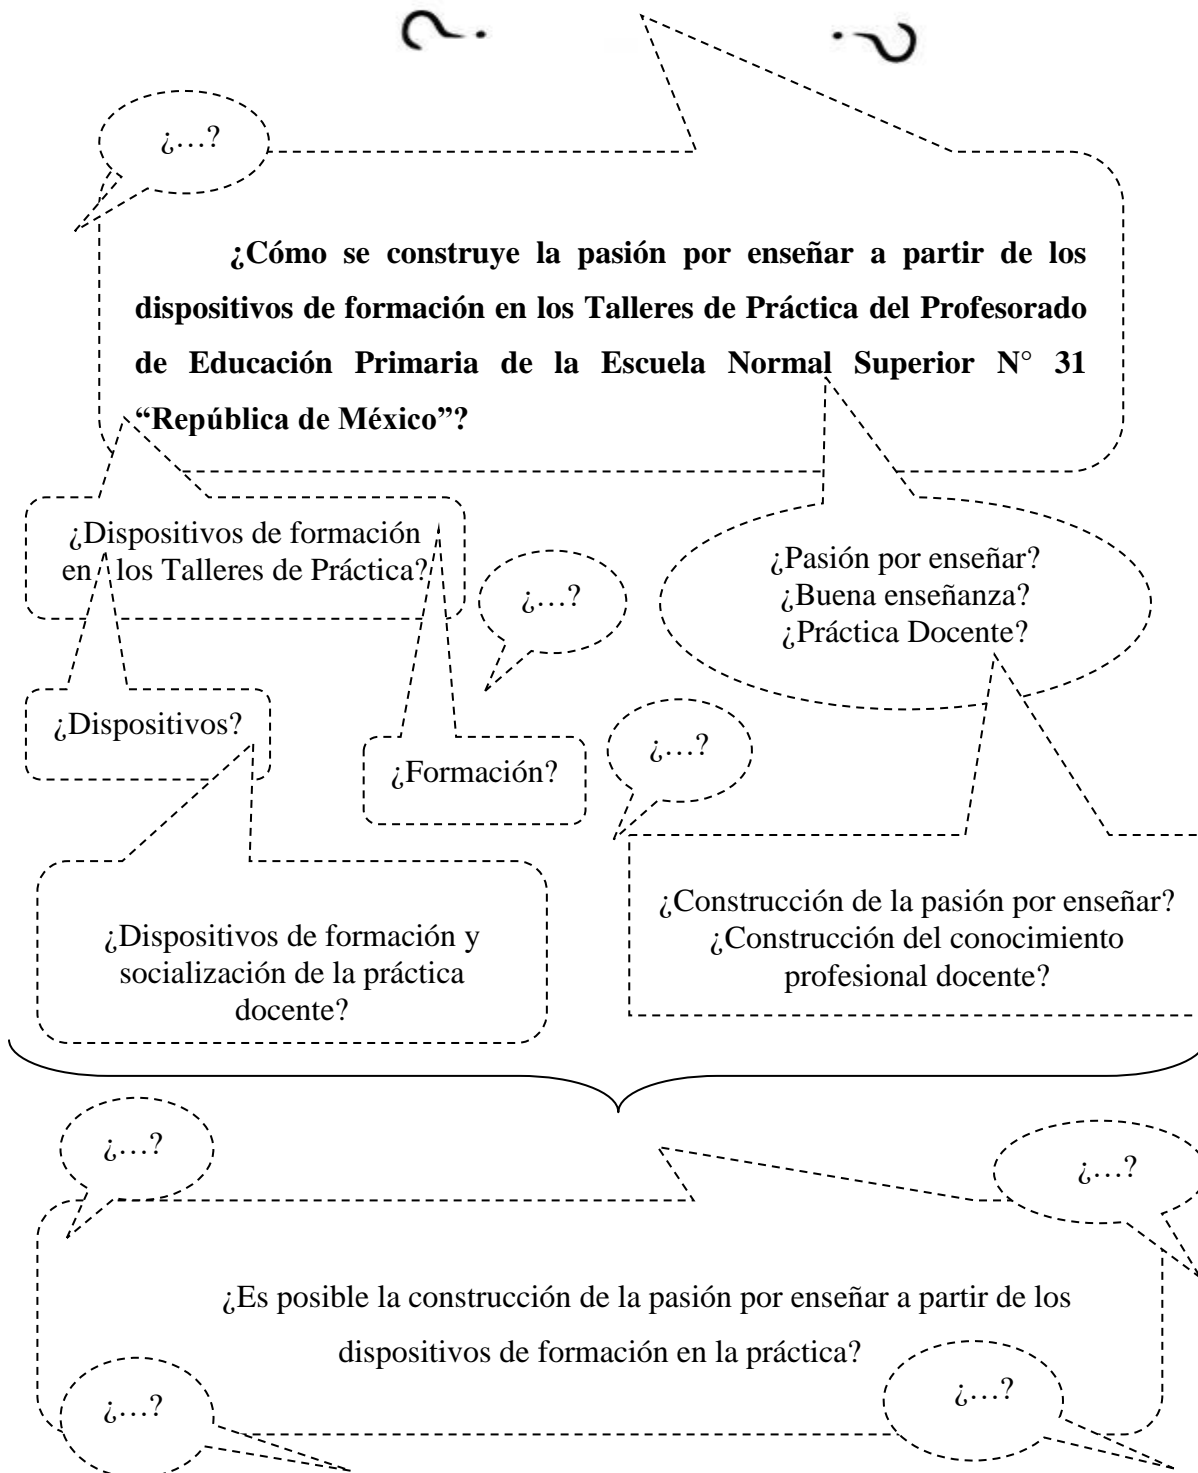 ¿…?
¿Cómo se construye la pasión por enseñar a partir de los
dispositivos de formación en los Talleres de Práctica del Profesorado
de Educación Primaria de la Escuela Normal Superior N° 31
“República de México”?
¿Dispositivos de formación
en los Talleres de Práctica?
¿…?
¿Pasión por enseñar?
¿Buena enseñanza?
¿Práctica Docente?
¿Dispositivos?
¿Formación?
¿…?
¿Dispositivos de formación y
socialización de la práctica
docente?
¿Construcción de la pasión por enseñar?
¿Construcción del conocimiento
profesional docente?
¿…?
¿…?
¿Es posible la construcción de la pasión por enseñar a partir de los
dispositivos de formación en la práctica?
¿…?
¿…?